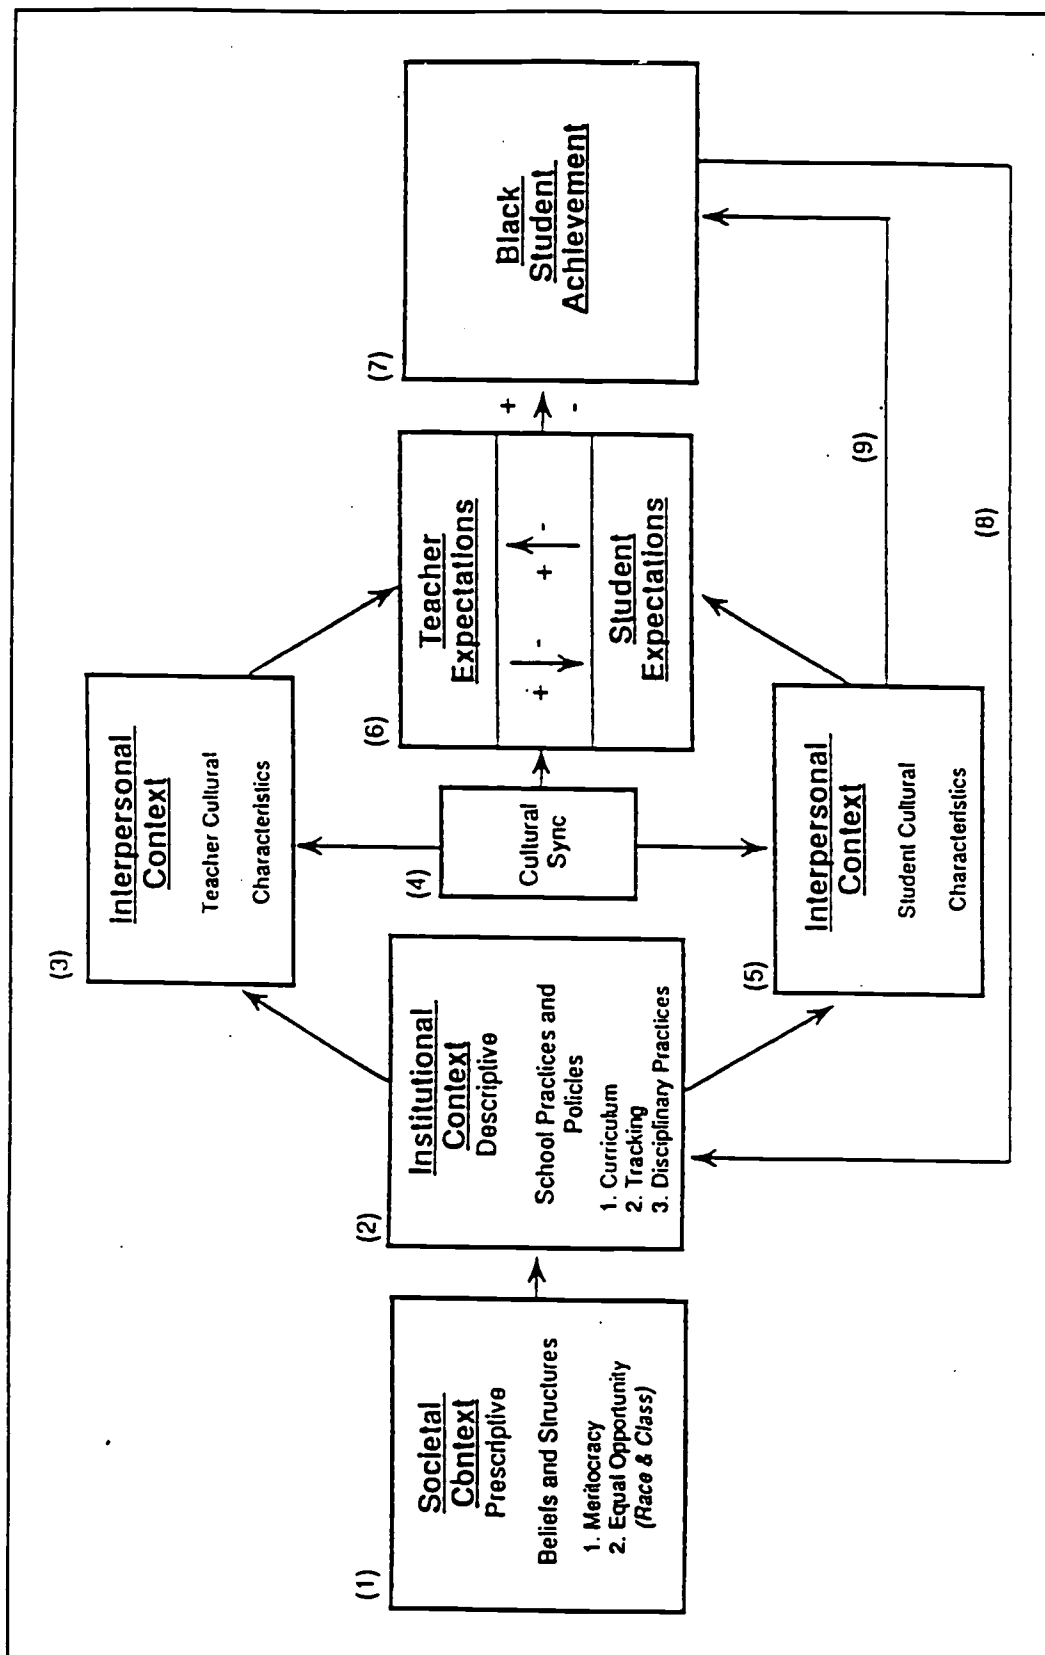 (1)
Societal
Context
Prescriptive
Beliefs and Structures
1. Meritocracy
2. Equal Opportunity
(Race & Class)
(2)
Institutional
Context
Descriptive
School Practices and
Policies
1. Curriculum
2. Tracking
3. Disciplinary Practices
(3)
Interpersonal
Context
Teacher Cultural
Characteristics
(4)
Cultural
Sync
(5)
Interpersonal
Context
Student Cultural
Characteristics
(6)
Teacher
Expectations
+ -
+ -
Student
Expectations
+
-
(7)
Black
Student
Achievement
(9)
(8)